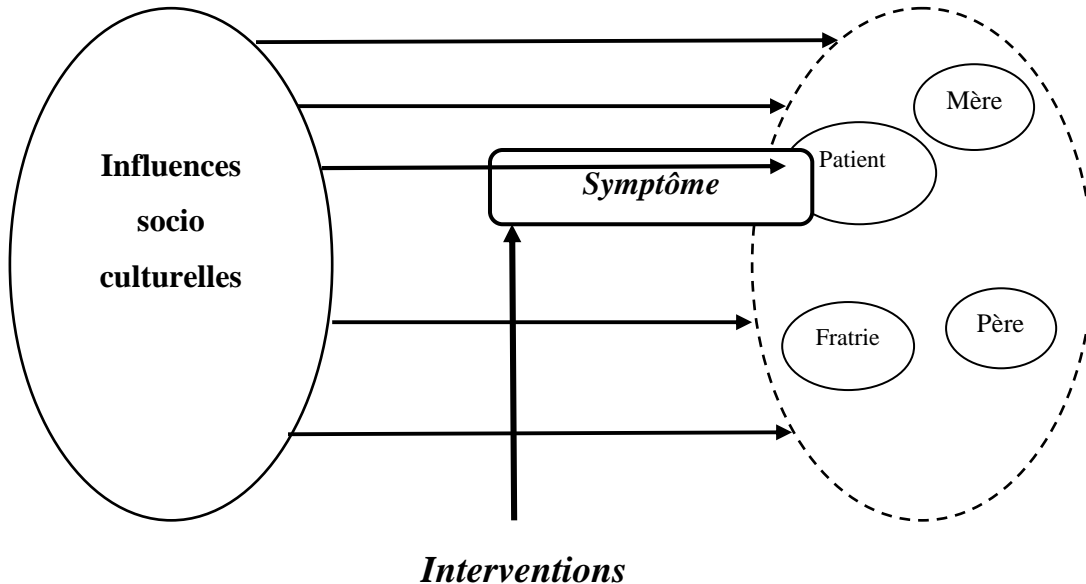 Mère
Patient
Influences
socio
culturelles
Symptôme
Fratrie
Père
Interventions